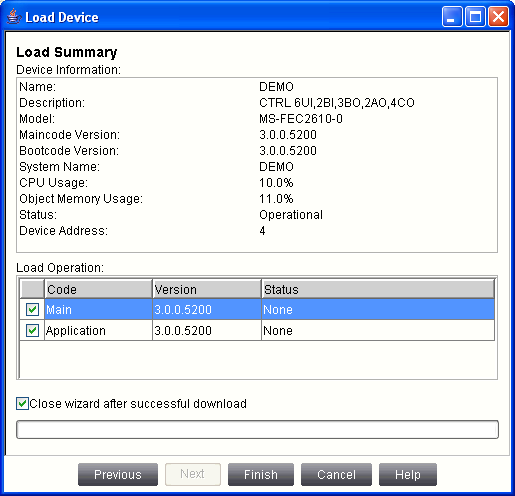 Load Device
Load Summary
Device Information:
Name: DEMO
Description: CTRL 6UI,2BI,3BO,2AO,4CO
Model: MS-FEC2610-0
Maincode Version: 3.0.0.5200
Bootcode Version: 3.0.0.5200
System Name: DEMO
CPU Usage: 10.0%
Object Memory Usage: 11.0%
Status: Operational
Device Address: 4
Load Operation:
Code Version Status
Main 3.0.0.5200 None
Application 3.0.0.5200 None
Close wizard after successful download
Previous Next Finish Cancel Help